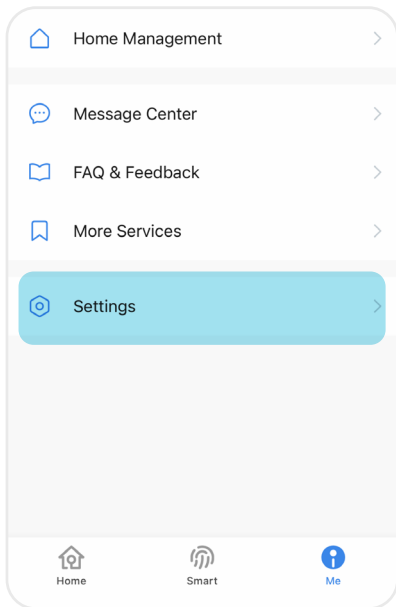 Home Management
Message Center
FAQ & Feedback
More Services
Settings
Home Smart Me